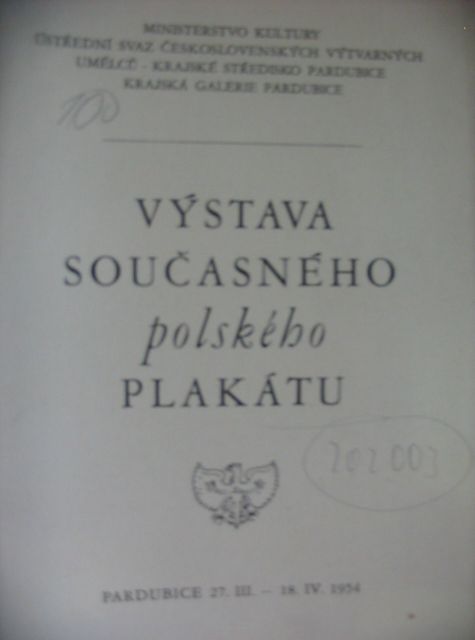 MINISTERSTVO KULTURY
ÚSTŘEDNÍ SVAZ ČESKOSLOVENSKÝCH VÝTVARNÝCH
UMĚLCŮ - KRAJSKÉ STŘEDISKO PARDUBICE
KRAJSKÁ GALERIE PARDUBICE
100
VÝSTAVA
SOUČASNÉHO
polského
PLAKÁTU
202 003
PARDUBICE 27. III. – 18. IV. 1954